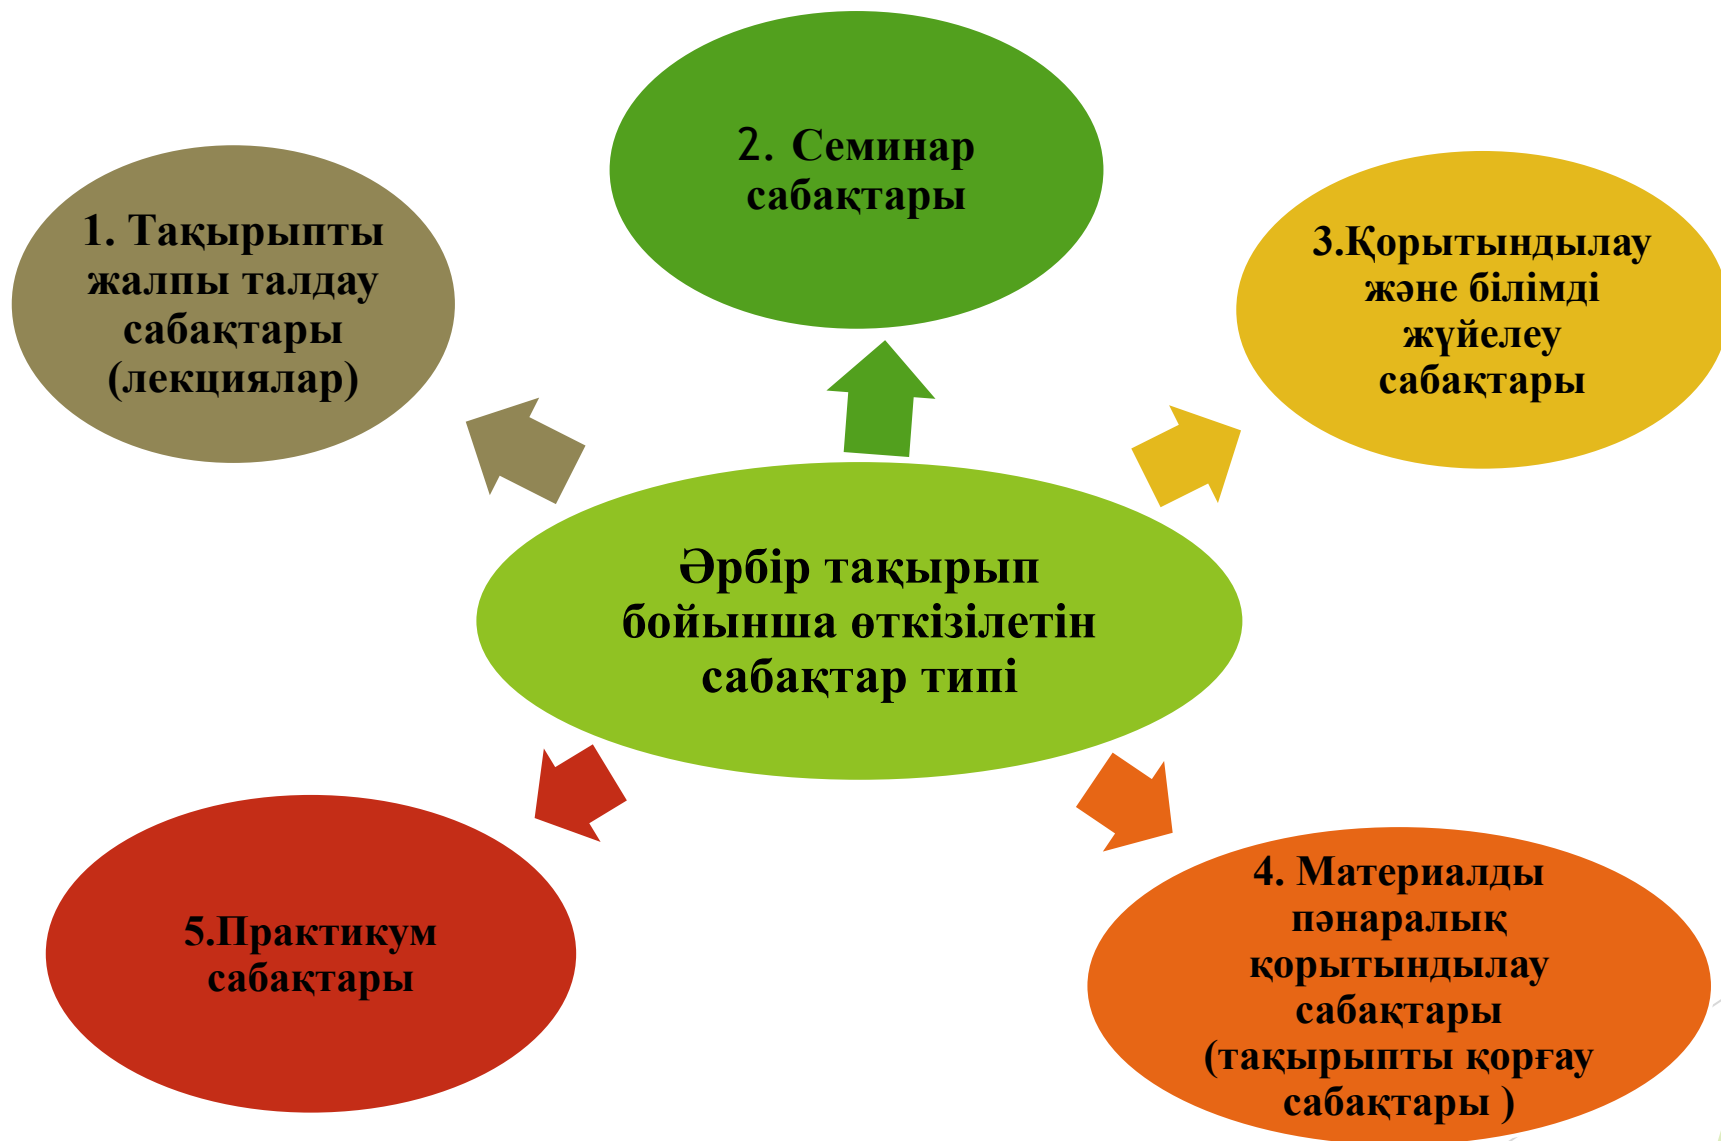 1. Тақырыпты
жалпы талдау
сабақтары
(лекциялар)
2. Семинар
сабақтары
3.Қорытындылау
және білімді
жүйелеу
сабақтары
Әрбір тақырып
бойынша өткізілетін
сабақтар типі
4. Материалды
пәнаралық
қорытындылау
сабақтары
(тақырыпты қорғау
сабақтары )
5.Практикум
сабақтары